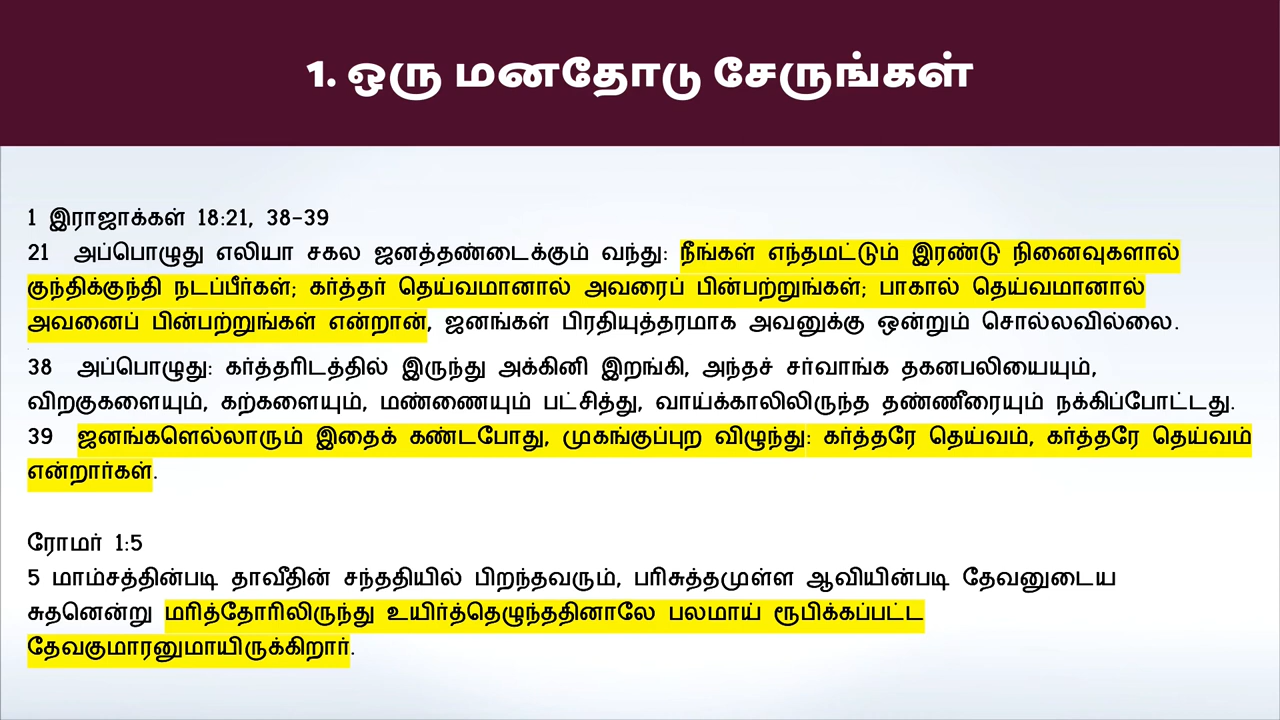 1. ஒரு மனதோடு சேருங்கள்
1 இராஜாக்கள் 18:21, 38-39
21 அப்பொழுது எலியா சகல ஜனத்தண்டைக்கும் வந்து: நீங்கள் எந்தமட்டும் இரண்டு நினைவுகளால்
குந்திக்குந்தி நடப்பீர்கள்; கர்த்தர் தெய்வமானால் அவரைப் பின்பற்றுங்கள்; பாகால் தெய்வமானால்
அவனைப் பின்பற்றுங்கள் என்றான், ஜனங்கள் பிரதியுத்தரமாக அவனுக்கு ஒன்றும் சொல்லவில்லை.
38 அப்பொழுது: கர்த்தரிடத்தில் இருந்து அக்கினி இறங்கி, அந்தச் சர்வாங்க தகனபலியையும்,
விறகுகளையும், கற்களையும், மண்ணையும் பட்சித்து, வாய்க்காலிலிருந்த தண்ணீரையும் நக்கிப்போட்டது.
39 ஜனங்களெல்லாரும் இதைக் கண்டபோது, முகங்குப்புற விழுந்து: கர்த்தரே தெய்வம், கர்த்தரே தெய்வம்
என்றார்கள்.
ரோமர் 1:5
5 மாம்சத்தின்படி தாவீதின் சந்ததியில் பிறந்தவரும், பரிசுத்தமுள்ள ஆவியின்படி தேவனுடைய
சுதனென்று மரித்தோரிலிருந்து உயிர்த்தெழுந்ததினாலே பலமாய் ரூபிக்கப்பட்ட
தேவகுமாரனுமாயிருக்கிறார்.